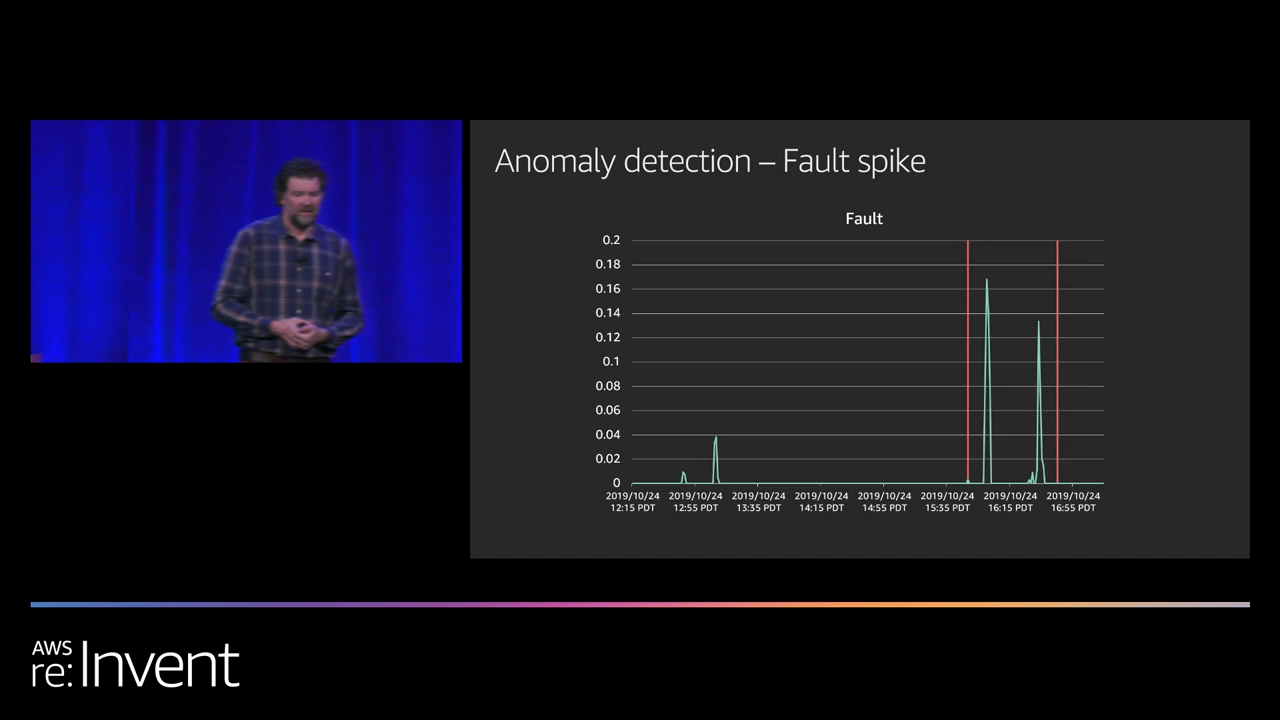 Anomaly detection – Fault spike
Fault
0.2
0.18
0.16
0.14
0.12
0.1
0.08
0.06
0.04
0.02
0
2019/10/24 2019/10/24 2019/10/24 2019/10/24 2019/10/24 2019/10/24 2019/10/24 2019/10/24
12:15 PDT 12:55 PDT 13:35 PDT 14:15 PDT 14:55 PDT 15:35 PDT 16:15 PDT 16:55 PDT
AWS
re:Invent